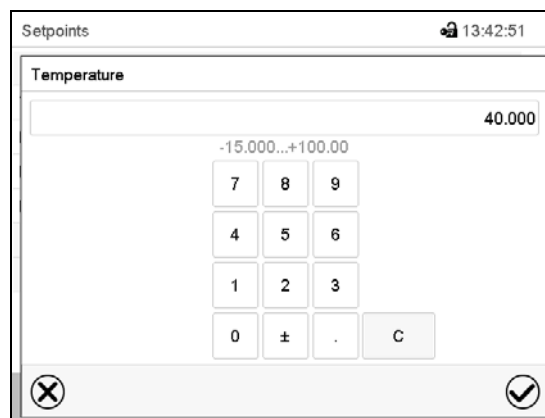 Setpoints 13:42:51
Temperature
40.000
-15.000...+100.00
7 8 9
4 5 6
1 2 3
0 ± . C